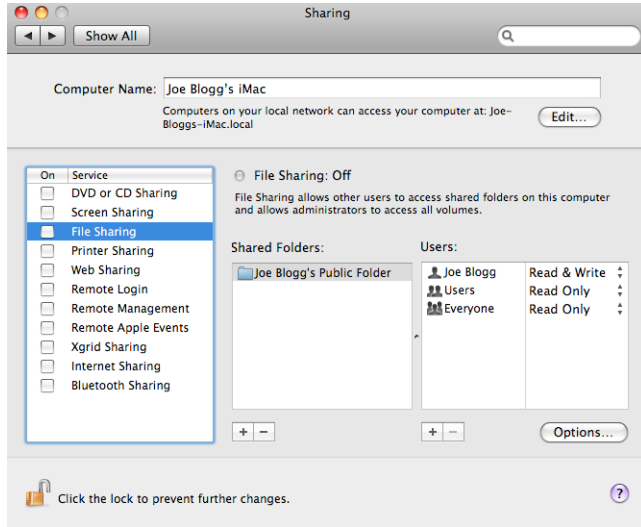 Sharing
Show All
Computer Name: Joe Blogg's iMac
Computers on your local network can access your computer at: Joe-
Bloggs-iMac.local
Edit...
On Service
DVD or CD Sharing
Screen Sharing
File Sharing
Printer Sharing
Web Sharing
Remote Login
Remote Management
Remote Apple Events
Xgrid Sharing
Internet Sharing
Bluetooth Sharing
File Sharing: Off
File Sharing allows other users to access shared folders on this computer
and allows administrators to access all volumes.
Shared Folders:
Joe Blogg's Public Folder
Users:
Joe Blogg Read & Write
Users Read Only
Everyone Read Only
+ −
+ −
Options...
Click the lock to prevent further changes.
?